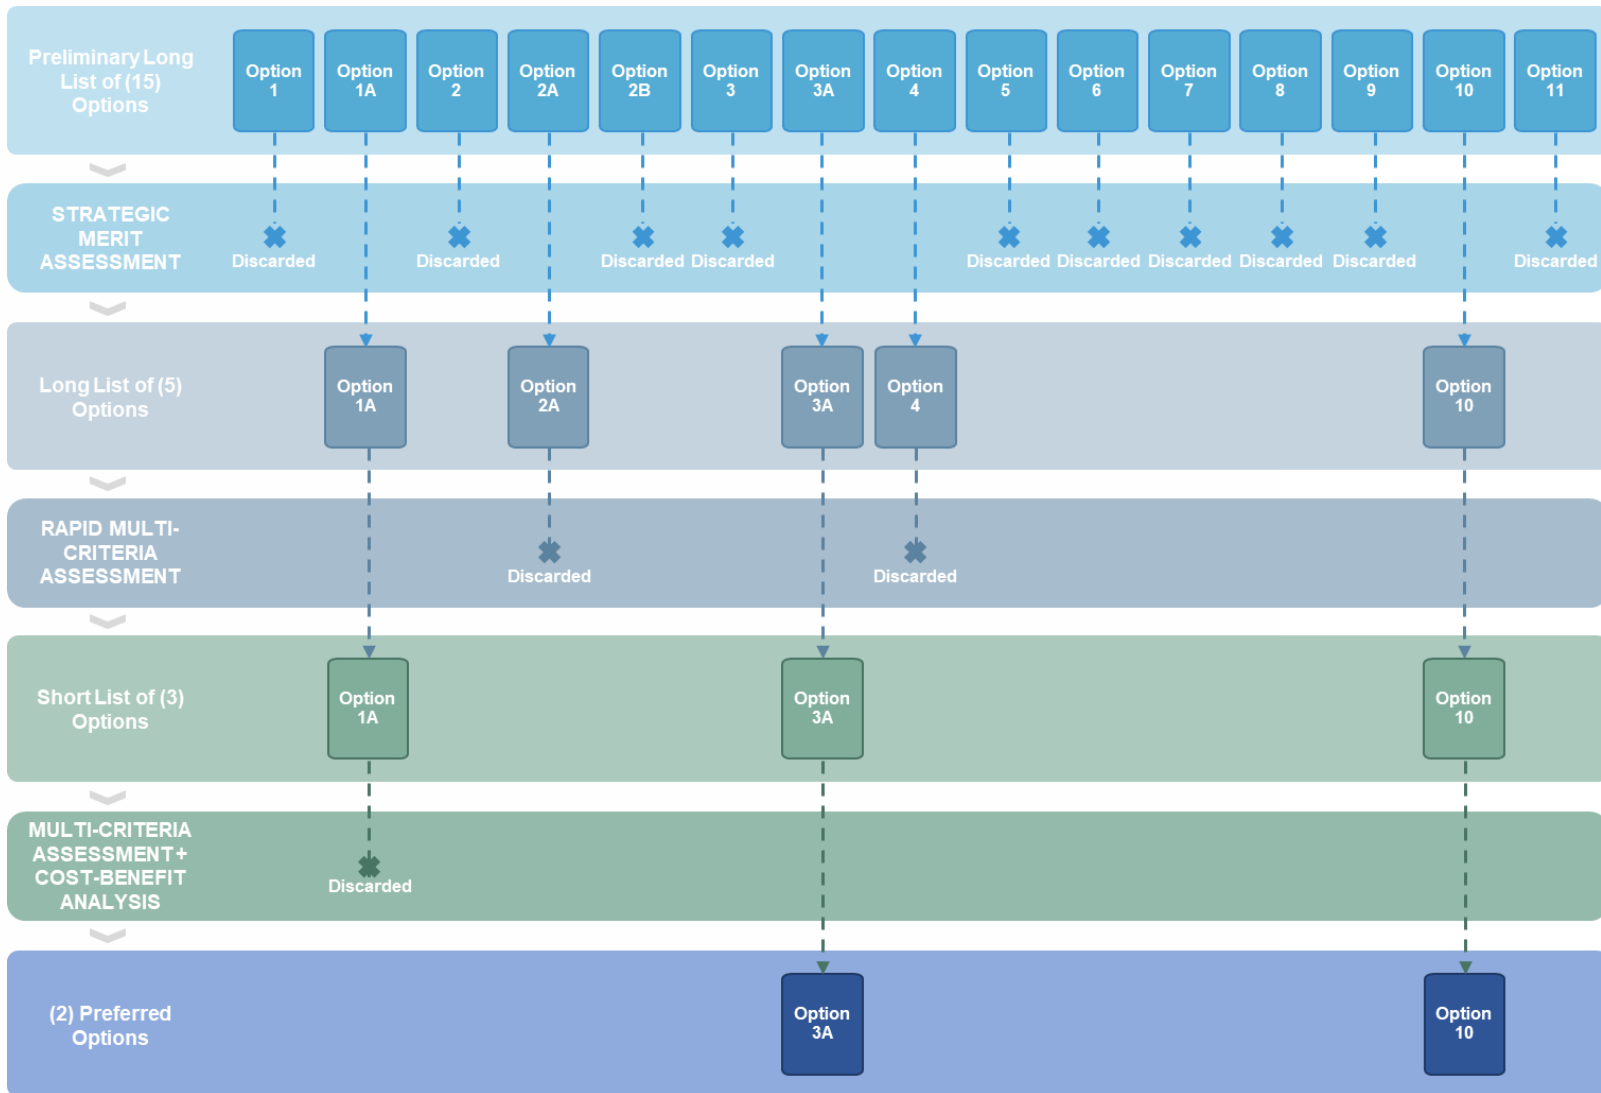 Preliminary Long
List of (15)
Options
Option
1
Option
1A
Option
2
Option
2A
Option
2B
Option
3
Option
3A
Option
4
Option
5
Option
6
Option
7
Option
8
Option
9
Option
10
Option
11
STRATEGIC
MERIT
ASSESSMENT
Discarded
Discarded
Discarded
Discarded
Discarded
Discarded
Discarded
Discarded
Discarded
Discarded
Long List of (5)
Options
Option
1A
Option
2A
Option
3A
Option
4
Option
10
RAPID MULTI-
CRITERIA
ASSESSMENT
Discarded
Discarded
Short List of (3)
Options
Option
1A
Option
3A
Option
10
MULTI-CRITERIA
ASSESSMENT +
COST-BENEFIT
ANALYSIS
Discarded
(2) Preferred
Options
Option
3A
Option
10